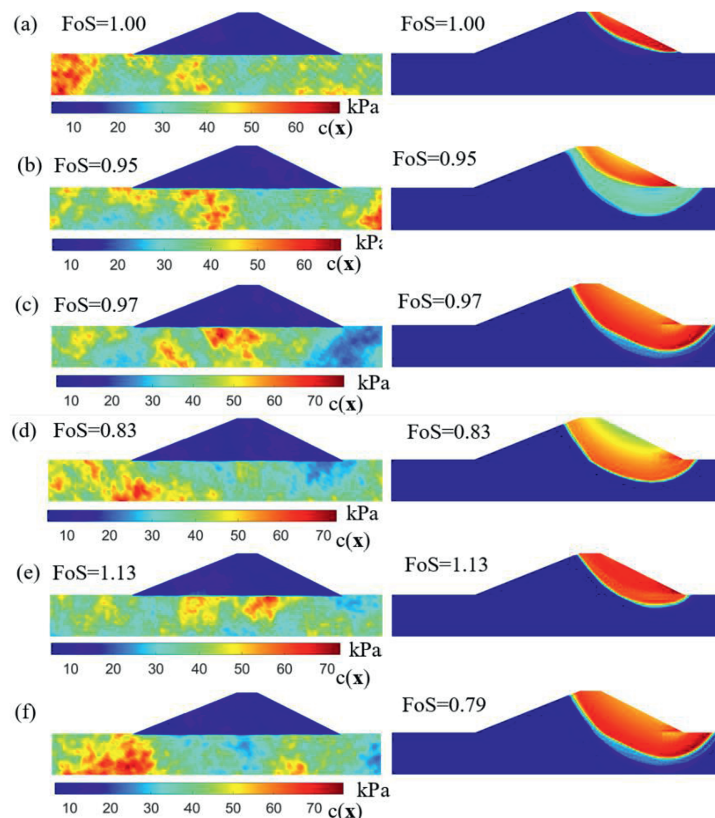 (a) FoS=1.00 FoS=1.00
kPa
10 20 30 40 50 60 c(x)
(b) FoS=0.95 FoS=0.95
kPa
10 20 30 40 50 60 c(x)
(c) FoS=0.97 FoS=0.97
kPa
10 20 30 40 50 60 70 c(x)
(d) FoS=0.83 FoS=0.83
kPa
10 20 30 40 50 60 70 c(x)
(e) FoS=1.13 FoS=1.13
kPa
10 20 30 40 50 60 70 c(x)
(f) FoS=0.79
kPa
10 20 30 40 50 60 70 c(x)